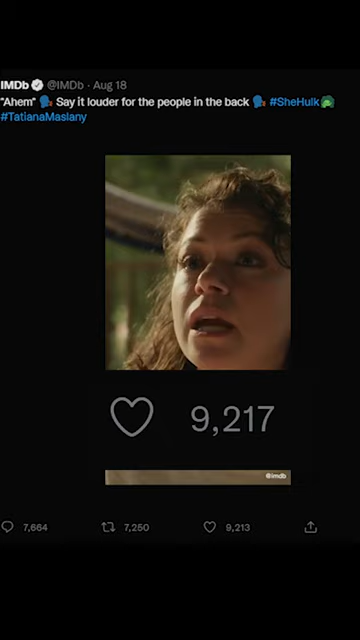 IMDb @IMDb · Aug 18
"Ahem" 🗣 Say it louder for the people in the back 🗣 #SheHulk
#TatianaMaslany
9,217
@imdb
7,664 7,250 9,213